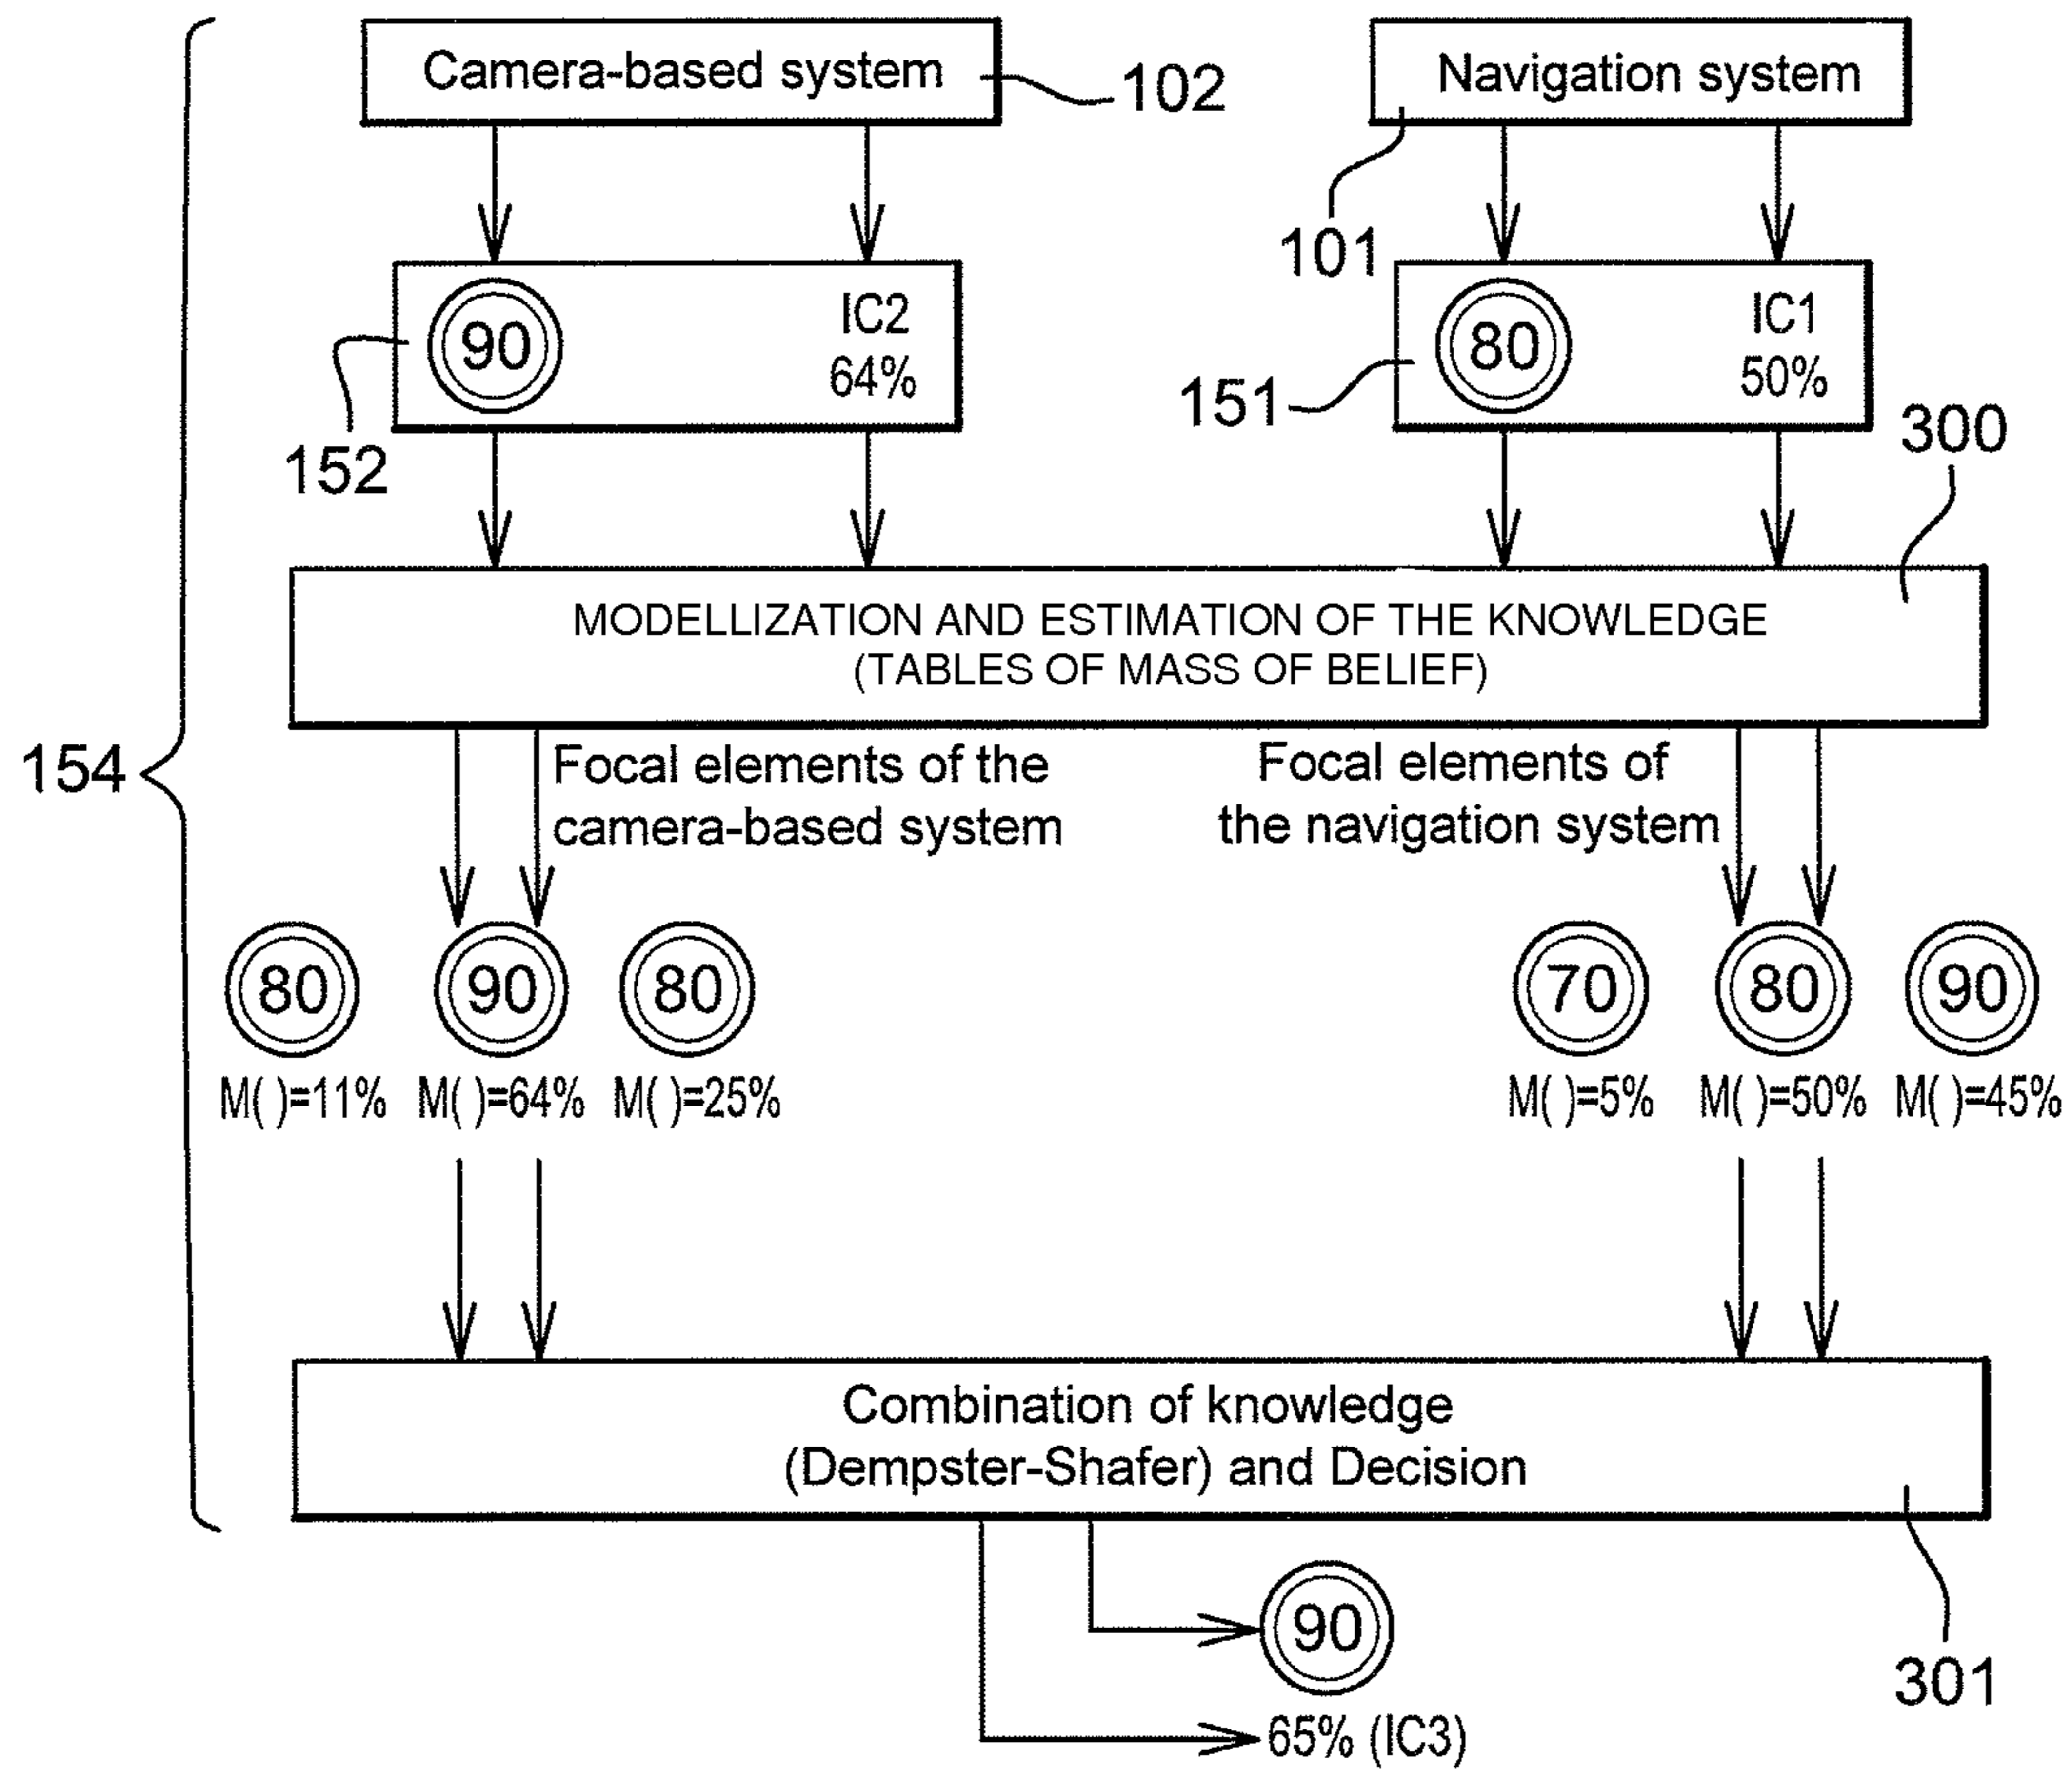 Camera-based system
102
Navigation system
101
90
IC2
64%
152
80
IC1
50%
151
300
MODELLIZATION AND ESTIMATION OF THE KNOWLEDGE
(TABLES OF MASS OF BELIEF)
154
Focal elements of the
camera-based system
Focal elements of
the navigation system
80
90
80
70
80
90
M( )=11%
M( )=64%
M( )=25%
M( )=5%
M( )=50%
M( )=45%
Combination of knowledge
(Dempster-Shafer) and Decision
90
301
65% (IC3)